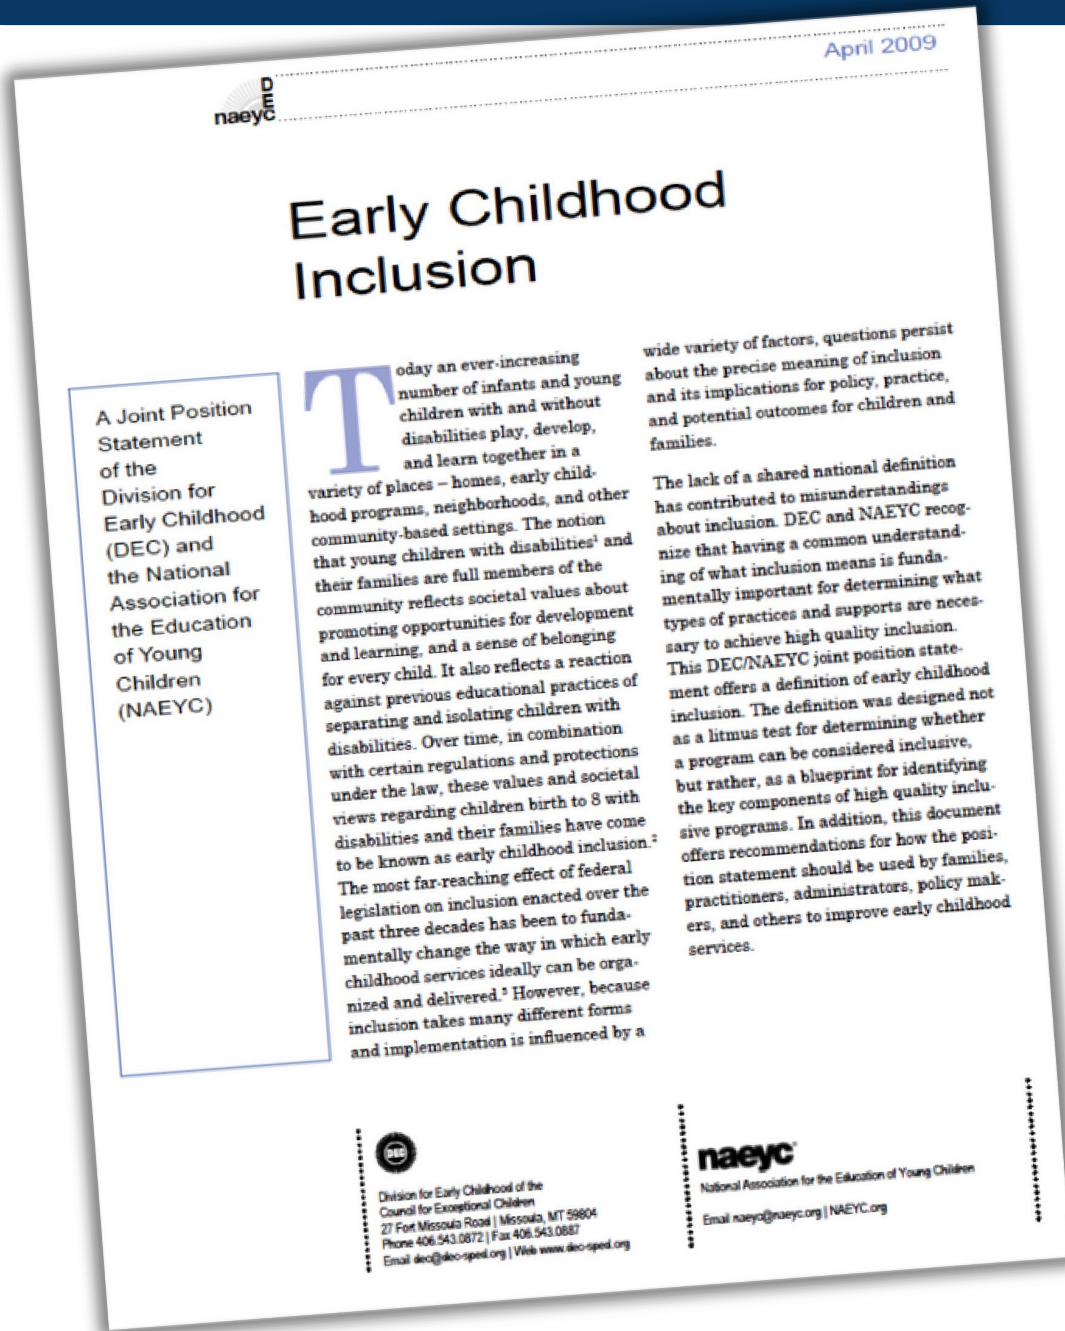 DEC
naeyc
April 2009
Early Childhood
Inclusion
A Joint Position
Statement
of the
Division for
Early Childhood
(DEC) and
the National
Association for
the Education
of Young
Children
(NAEYC)
Today an ever-increasing
number of infants and young
children with and without
disabilities play, develop,
and learn together in a
variety of places – homes, early child-
hood programs, neighborhoods, and other
community-based settings. The notion
that young children with disabilities¹ and
their families are full members of the
community reflects societal values about
promoting opportunities for development
and learning, and a sense of belonging
for every child. It also reflects a reaction
against previous educational practices of
separating and isolating children with
disabilities. Over time, in combination
with certain regulations and protections
under the law, these values and societal
views regarding children birth to 8 with
disabilities and their families have come
to be known as early childhood inclusion.²
The most far-reaching effect of federal
legislation on inclusion enacted over the
past three decades has been to funda-
mentally change the way in which early
childhood services ideally can be orga-
nized and delivered.³ However, because
inclusion takes many different forms
and implementation is influenced by a
wide variety of factors, questions persist
about the precise meaning of inclusion
and its implications for policy, practice,
and potential outcomes for children and
families.
The lack of a shared national definition
has contributed to misunderstandings
about inclusion. DEC and NAEYC recog-
nize that having a common understand-
ing of what inclusion means is funda-
mentally important for determining what
types of practices and supports are neces-
sary to achieve high quality inclusion.
This DEC/NAEYC joint position state-
ment offers a definition of early childhood
inclusion. The definition was designed not
as a litmus test for determining whether
a program can be considered inclusive,
but rather, as a blueprint for identifying
the key components of high quality inclu-
sive programs. In addition, this document
offers recommendations for how the posi-
tion statement should be used by families,
practitioners, administrators, policy mak-
ers, and others to improve early childhood
services.
DEC
Division for Early Childhood of the
Council for Exceptional Children
27 Fort Missoula Road | Missoula, MT 59804
Phone 406.543.0872 | Fax 406.543.0887
Email dec@dec-sped.org | Web www.dec-sped.org
naeyc
National Association for the Education of Young Children
Email naeyc@naeyc.org | NAEYC.org